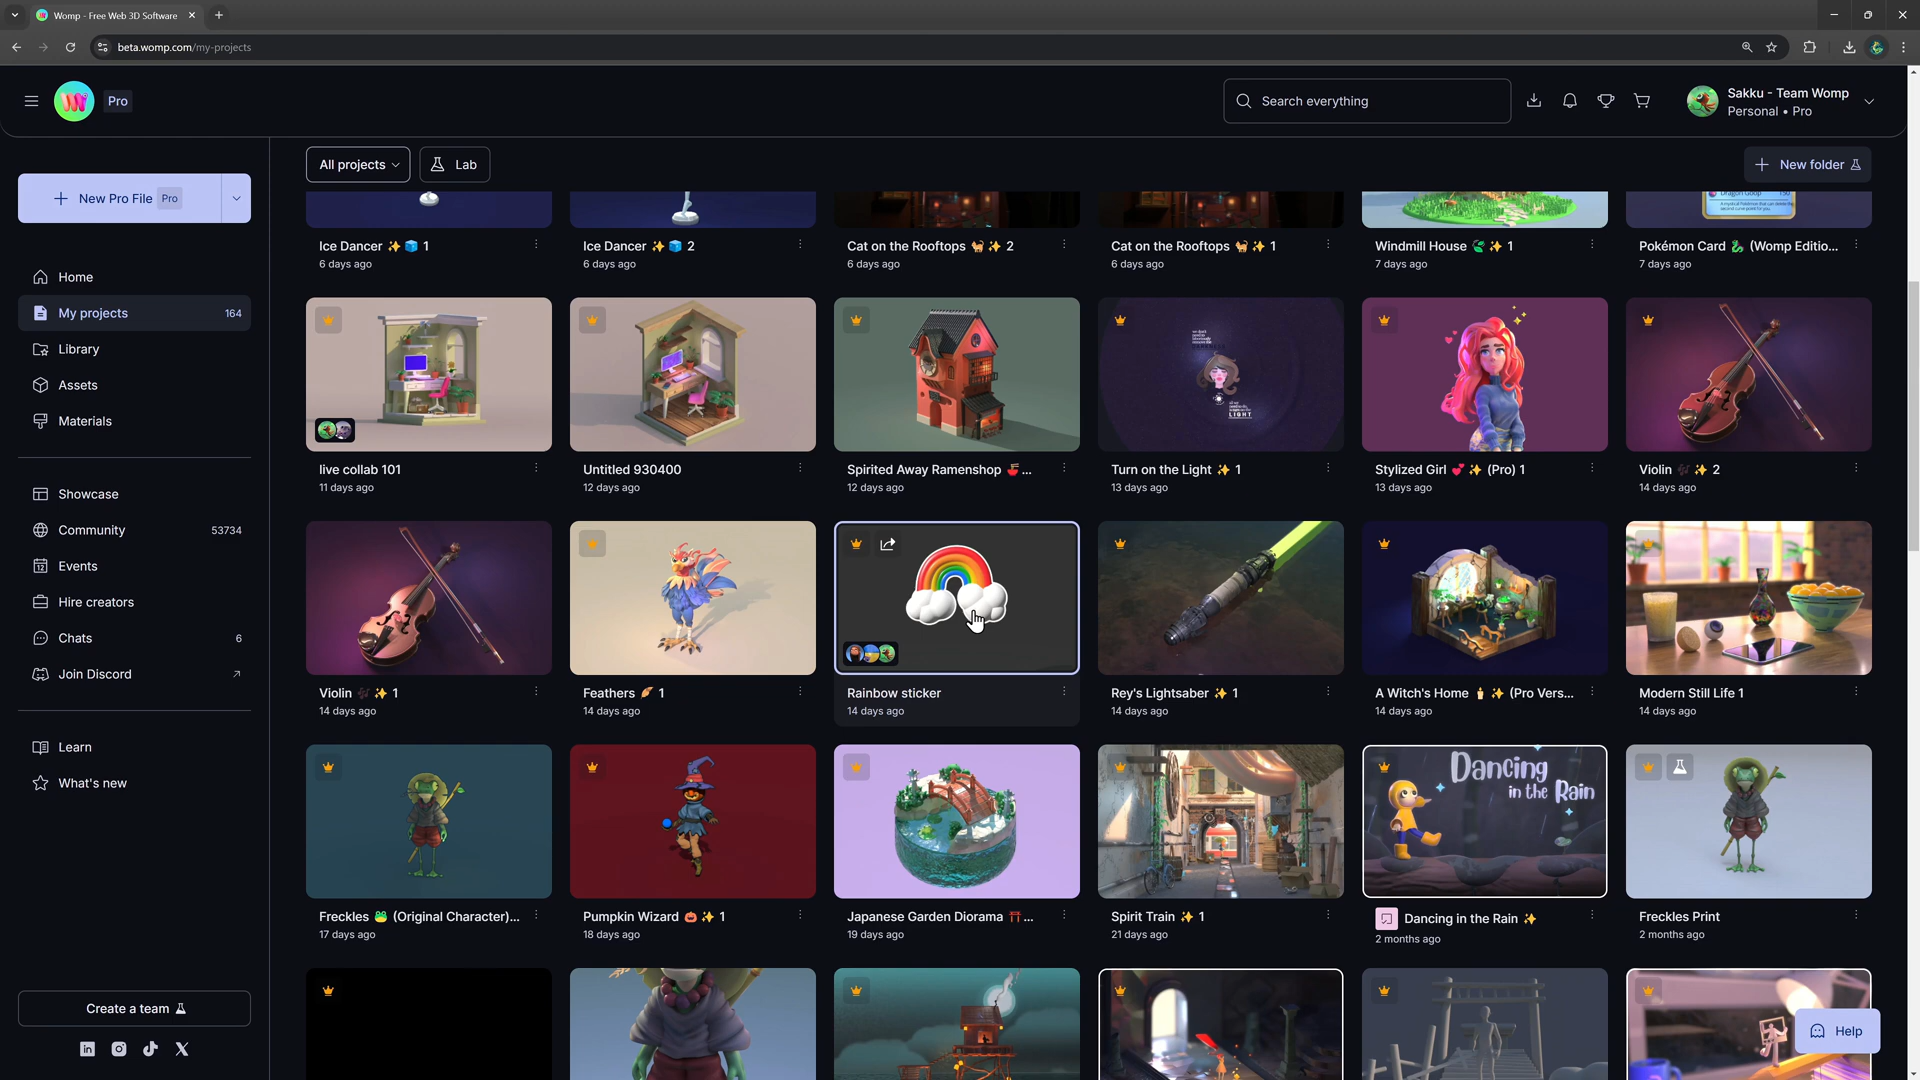 Womp - Free Web 3D Software
beta.womp.com/my-projects
Pro
Search everything
Sakku - Team Womp
Personal • Pro
All projects
Lab
New folder
New Pro File Pro
Home
My projects 164
Library
Assets
Materials
Showcase
Community 53734
Events
Hire creators
Chats 6
Join Discord
Learn
What's new
Create a team
Dragon Goop 150
Ice Dancer ✨ 🧊 1
6 days ago
Ice Dancer ✨ 🧊 2
6 days ago
Cat on the Rooftops 🐈✨ 2
6 days ago
Cat on the Rooftops 🐈✨ 1
6 days ago
Windmill House 🍃✨ 1
7 days ago
Pokémon Card 🐉 (Womp Editio...
7 days ago
LIGHT
live collab 101
11 days ago
Untitled 930400
12 days ago
Spirited Away Ramenshop 🍜...
12 days ago
Turn on the Light ✨ 1
13 days ago
Stylized Girl 💕✨ (Pro) 1
13 days ago
Violin 🎻✨ 2
14 days ago
Violin 🎻✨ 1
14 days ago
Feathers 🪶 1
14 days ago
Rainbow sticker
14 days ago
Rey's Lightsaber ✨ 1
14 days ago
A Witch's Home 🕯️✨ (Pro Vers...
14 days ago
Modern Still Life 1
14 days ago
Dancing
in the Rain
Freckles 🐸 (Original Character)...
17 days ago
Pumpkin Wizard 🎃✨ 1
18 days ago
Japanese Garden Diorama ⛩️...
19 days ago
Spirit Train ✨ 1
21 days ago
Dancing in the Rain ✨
2 months ago
Freckles Print
2 months ago
Help